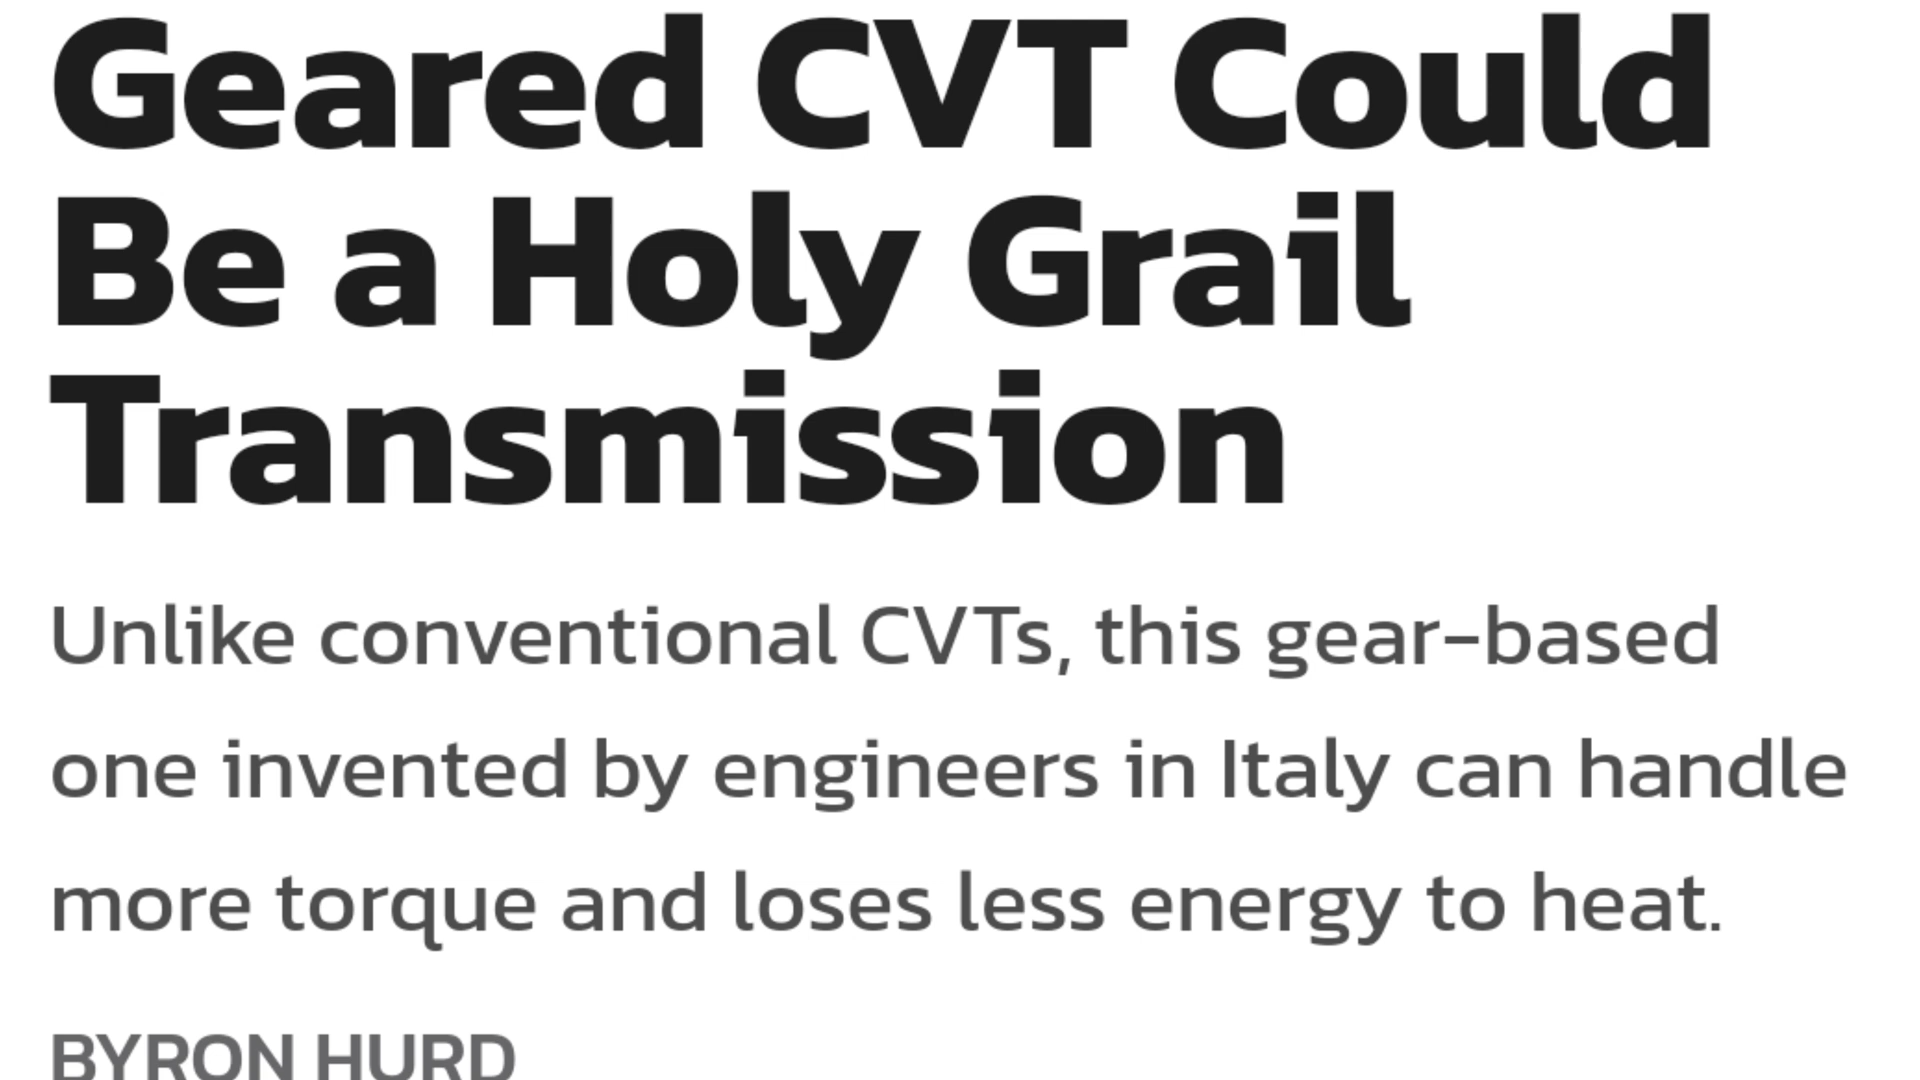 Geared CVT Could
Be a Holy Grail
Transmission
Unlike conventional CVTs, this gear-based
one invented by engineers in Italy can handle
more torque and loses less energy to heat.
BYRON HURD